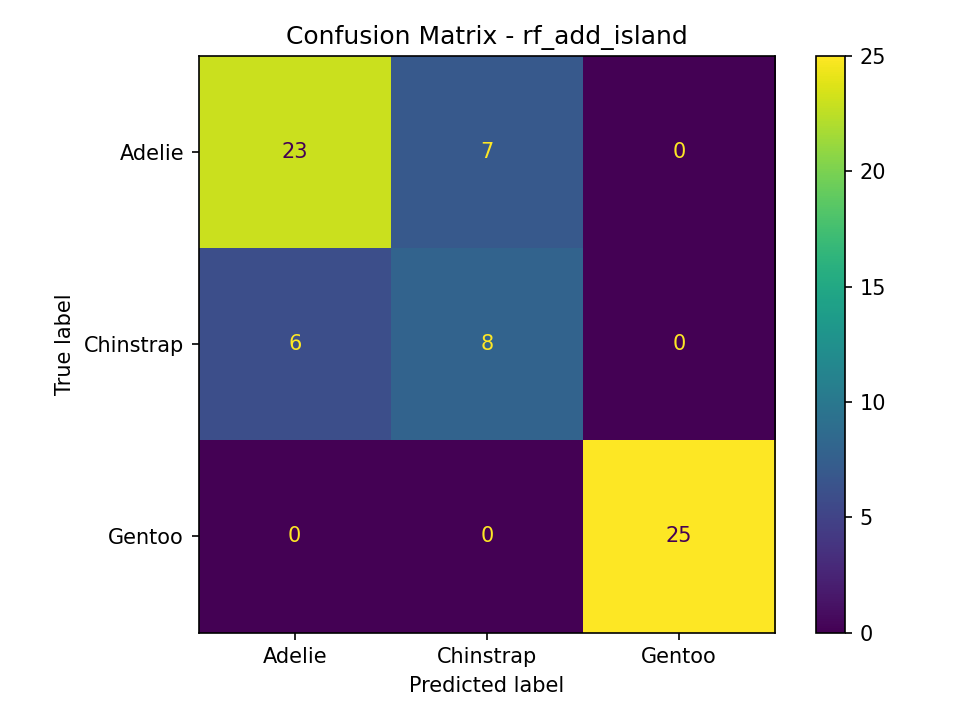 Confusion Matrix - rf_add_island
25
Adelie
23
7
0
20
15
True label
Chinstrap
6
8
0
10
5
Gentoo
0
0
25
0
Adelie
Chinstrap
Gentoo
Predicted label